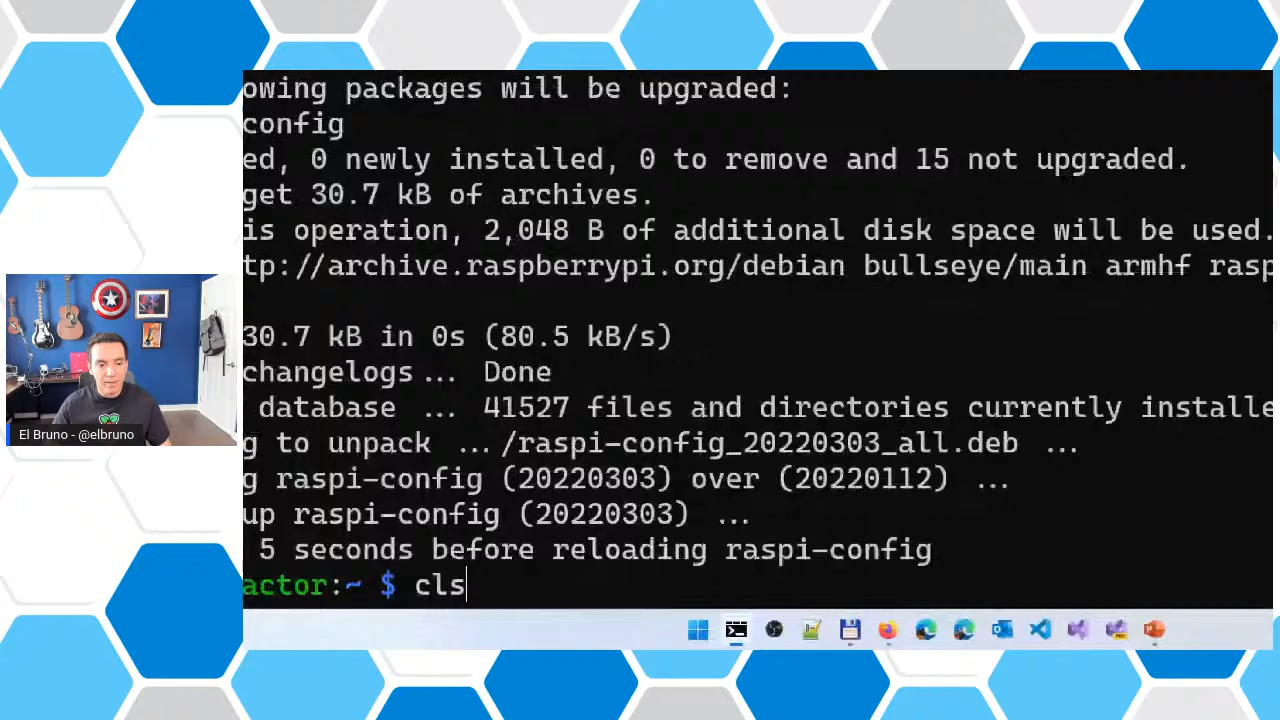 owing packages will be upgraded:
config
ed, 0 newly installed, 0 to remove and 15 not upgraded.
get 30.7 kB of archives.
is operation, 2,048 B of additional disk space will be used.
tp://archive.raspberrypi.org/debian bullseye/main armhf rasp
30.7 kB in 0s (80.5 kB/s)
changelogs... Done
database ... 41527 files and directories currently installe
g to unpack .../raspi-config_20220303_all.deb ...
g raspi-config (20220303) over (20220112) ...
up raspi-config (20220303) ...
5 seconds before reloading raspi-config
actor:~ $ cls
El Bruno - @elbruno